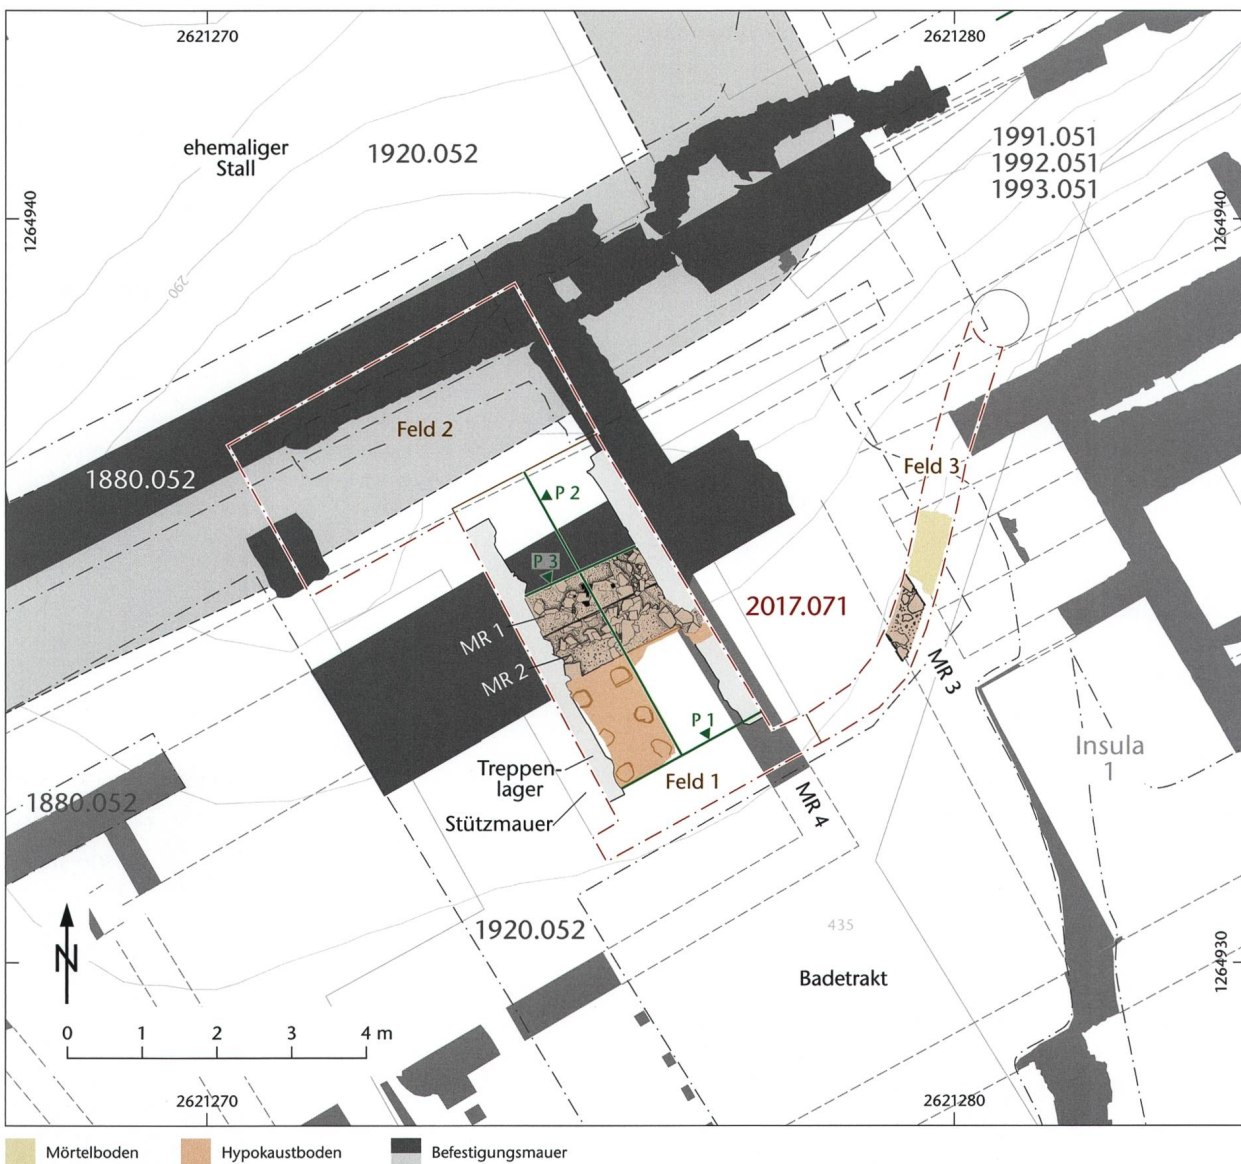 2621270
2621280
ehemaliger
Stall
1920.052
1991.051
1992.051
1993.051
1264940
1264940
290
Feld 2
1880.052
Feld 3
P 2
P 3
2017.071
MR 1
MR 2
MR 3
P 1
Insula
1
Treppen-
lager
Feld 1
1880.052
Stützmauer
MR 4
1920.052
435
N
Badetrakt
1264930
0 1 2 3 4 m
2621270
2621280
Mörtelboden
Hypokaustboden
Befestigungsmauer